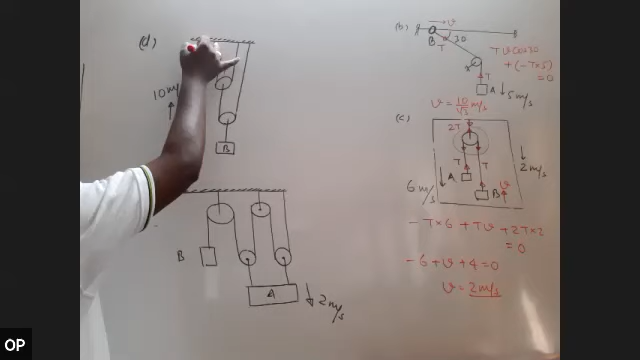 (d)
10 m/
B
B
A
2 m/s
(b)
v
B
T
30
T v cos 30
+ (-T×5)
= 0
T
A
5 m/s
v = 10/√3 m/s
(c)
2T
T
T
A
B
v
6 m/s
2 m/s
- T×6 + Tv + 2T×2
= 0
- 6 + v + 4 = 0
v = 2 m/s
OP